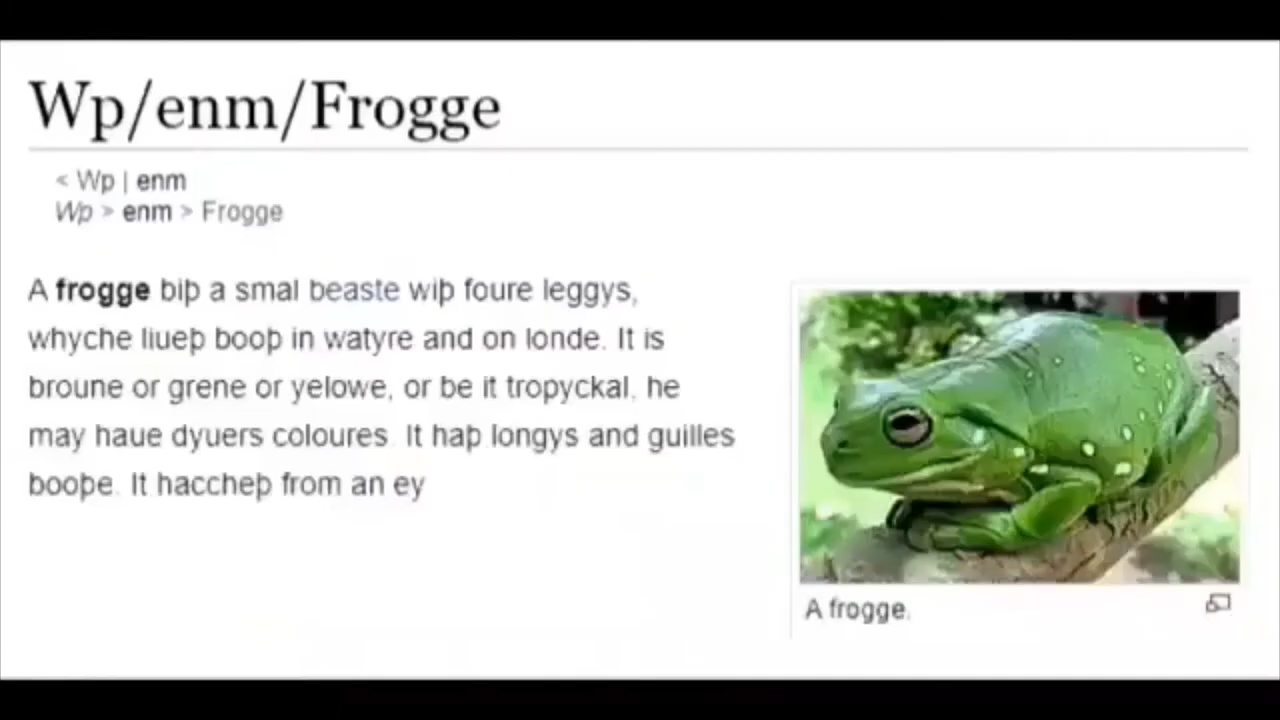 Wp/enm/Frogge
< Wp | enm
Wp > enm > Frogge
A frogge biþ a smal beaste wiþ foure leggys,
whyche liueþ booþ in watyre and on londe. It is
broune or grene or yelowe, or be it tropyckal, he
may haue dyuers coloures. It haþ longys and guilles
booþe. It haccheþ from an ey
A frogge.